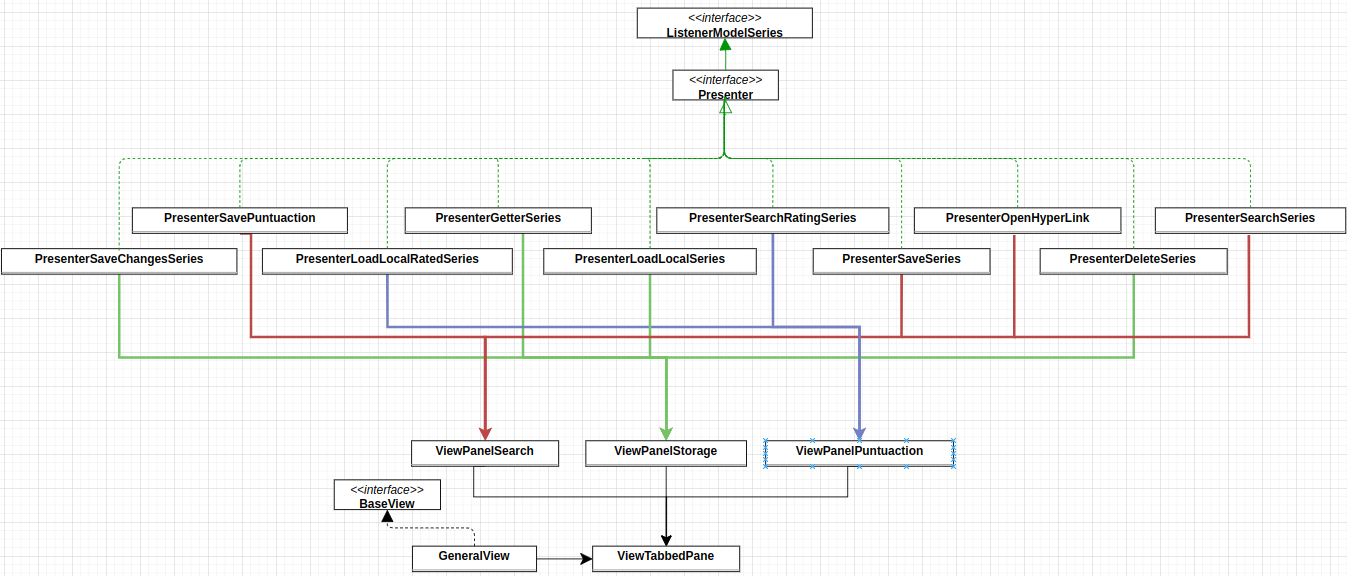 <<interface>>
ListenerModelSeries
<<interface>>
Presenter
PresenterSavePuntuaction
PresenterGetterSeries
PresenterSearchRatingSeries
PresenterOpenHyperLink
PresenterSearchSeries
PresenterSaveChangesSeries
PresenterLoadLocalRatedSeries
PresenterLoadLocalSeries
PresenterSaveSeries
PresenterDeleteSeries
ViewPanelSearch
ViewPanelStorage
ViewPanelPuntuaction
<<interface>>
BaseView
GeneralView
ViewTabbedPane